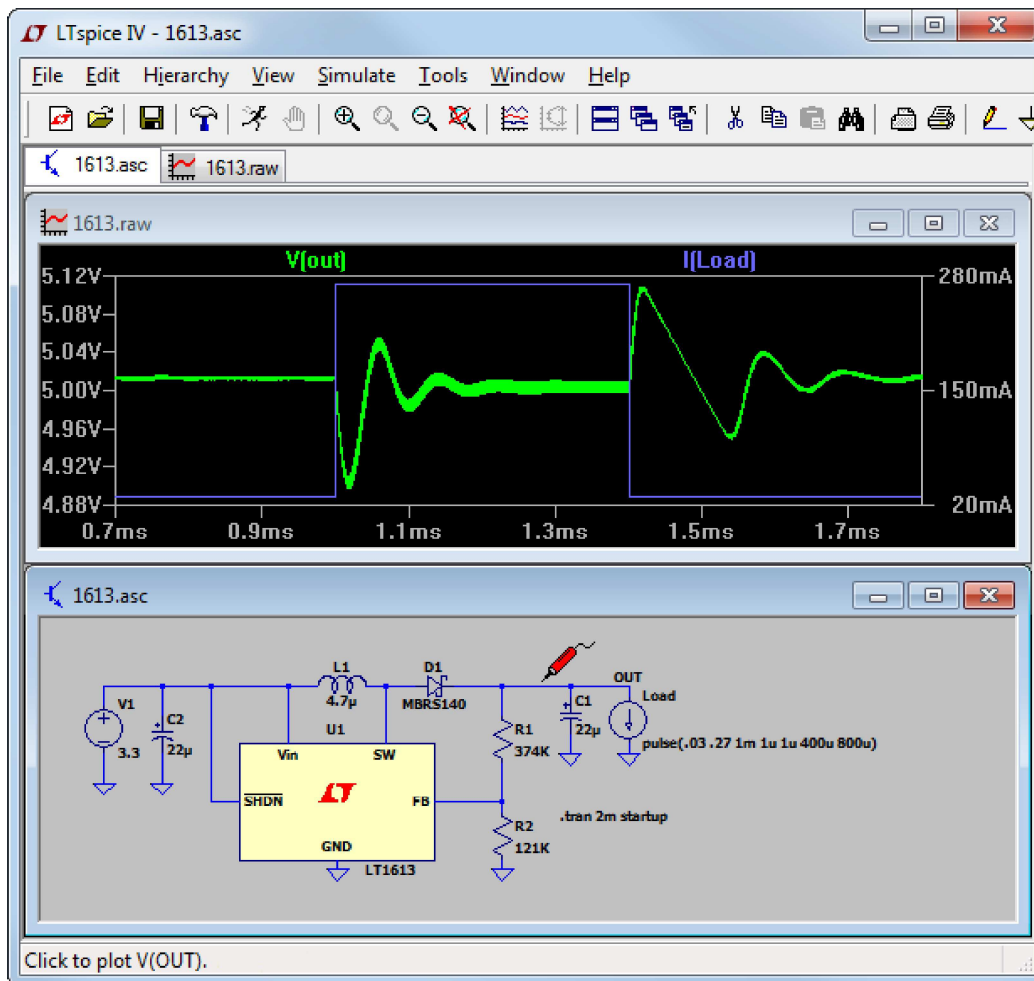 LTspice IV - 1613.asc
File Edit Hierarchy View Simulate Tools Window Help
1613.asc 1613.raw
1613.raw
V(out) I(Load)
5.12V 280mA
5.08V
5.04V
5.00V 150mA
4.96V
4.92V
4.88V 20mA
0.7ms 0.9ms 1.1ms 1.3ms 1.5ms 1.7ms
1613.asc
L1
4.7µ
D1
MBRS140
OUT
Load
V1
3.3
C2
22µ
U1
Vin SW
R1
374K
C1
22µ
pulse(.03 .27 1m 1u 1u 400u 800u)
SHDN FB
.tran 2m startup
R2
121K
GND
LT1613
Click to plot V(OUT).